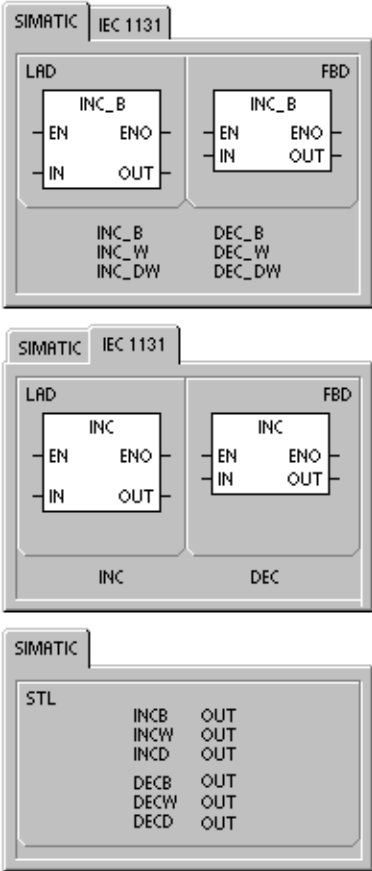 SIMATIC IEC 1131
LAD FBD
INC_B INC_B
EN ENO EN ENO
IN OUT IN OUT
INC_B DEC_B
INC_W DEC_W
INC_DW DEC_DW
SIMATIC IEC 1131
LAD FBD
INC INC
EN ENO EN ENO
IN OUT IN OUT
INC DEC
SIMATIC
STL
INCB OUT
INCW OUT
INCD OUT
DECB OUT
DECW OUT
DECD OUT